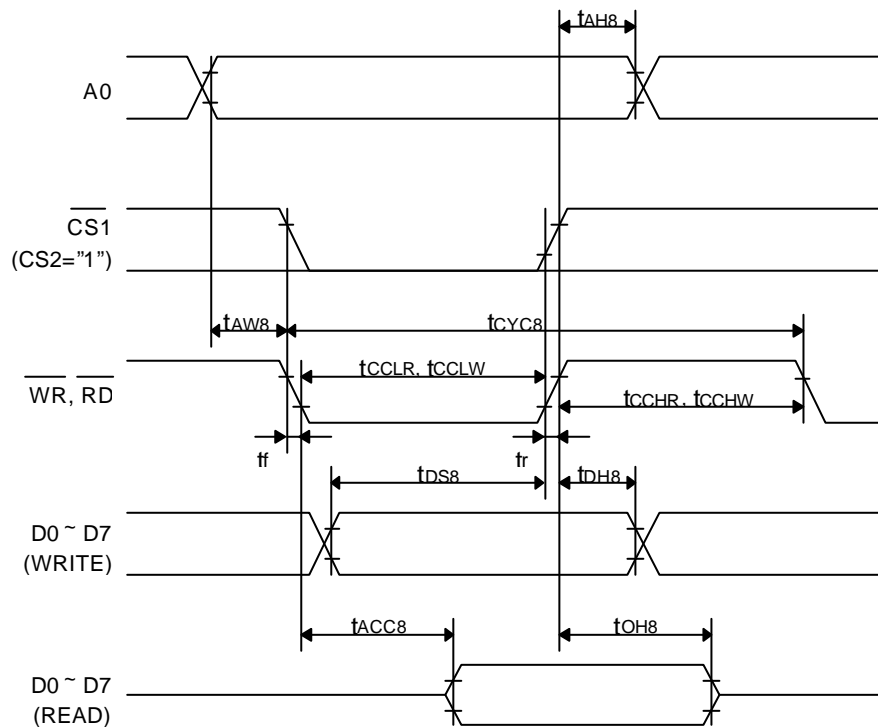 tAH8
A0
CS1
(CS2="1")
tAW8
tCYC8
WR, RD
tCCLR, tCCLW
tCCHR, tCCHW
tf
tr
tDS8
tDH8
D0 ~ D7
(WRITE)
tACC8
tOH8
D0 ~ D7
(READ)